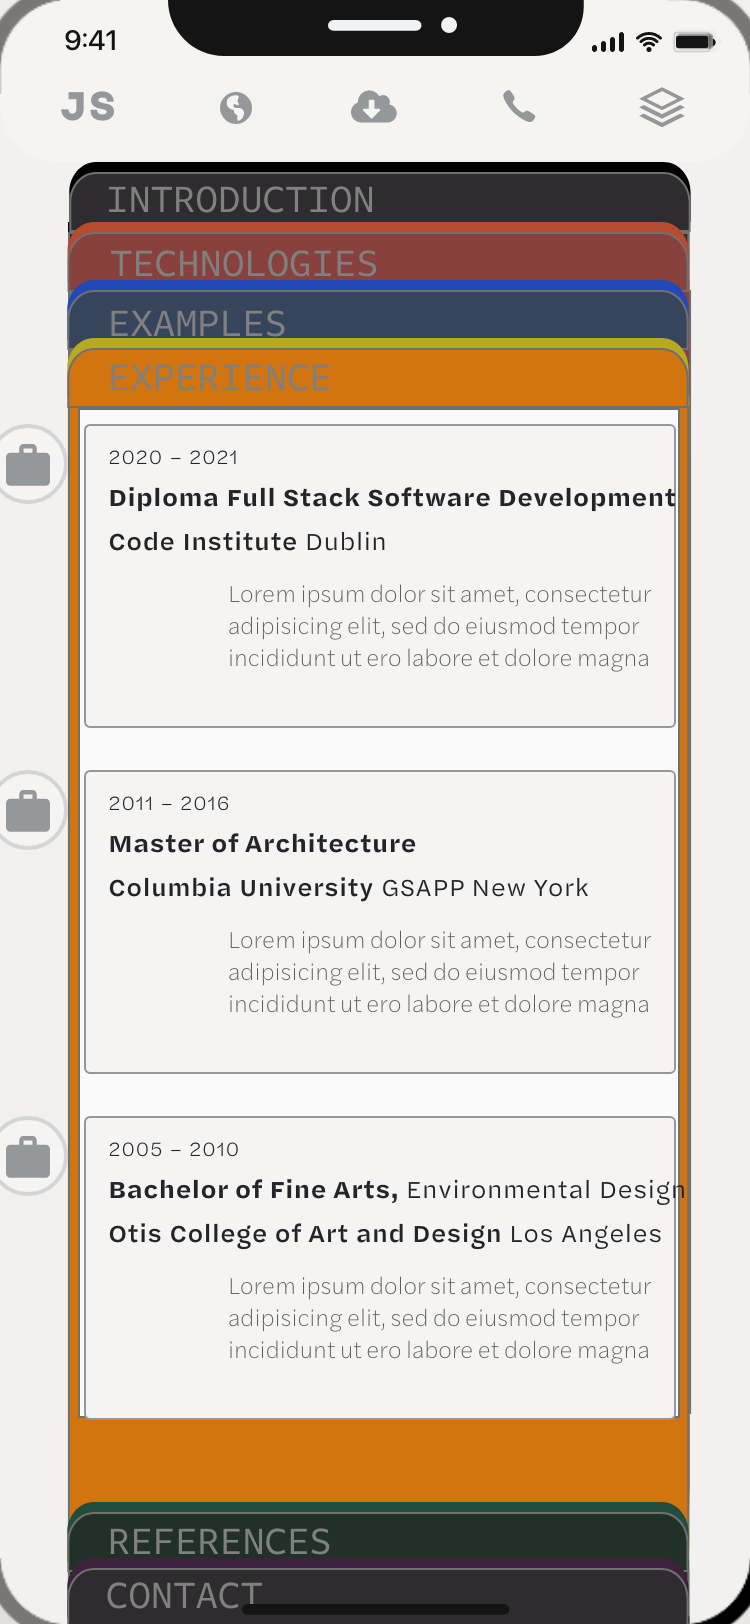 9:41
JS
INTRODUCTION
TECHNOLOGIES
EXAMPLES
EXPERIENCE
2020 – 2021
Diploma Full Stack Software Development
Code Institute Dublin
Lorem ipsum dolor sit amet, consectetur
adipisicing elit, sed do eiusmod tempor
incididunt ut ero labore et dolore magna
2011 – 2016
Master of Architecture
Columbia University GSAPP New York
Lorem ipsum dolor sit amet, consectetur
adipisicing elit, sed do eiusmod tempor
incididunt ut ero labore et dolore magna
2005 – 2010
Bachelor of Fine Arts, Environmental Design
Otis College of Art and Design Los Angeles
Lorem ipsum dolor sit amet, consectetur
adipisicing elit, sed do eiusmod tempor
incididunt ut ero labore et dolore magna
REFERENCES
CONTACT